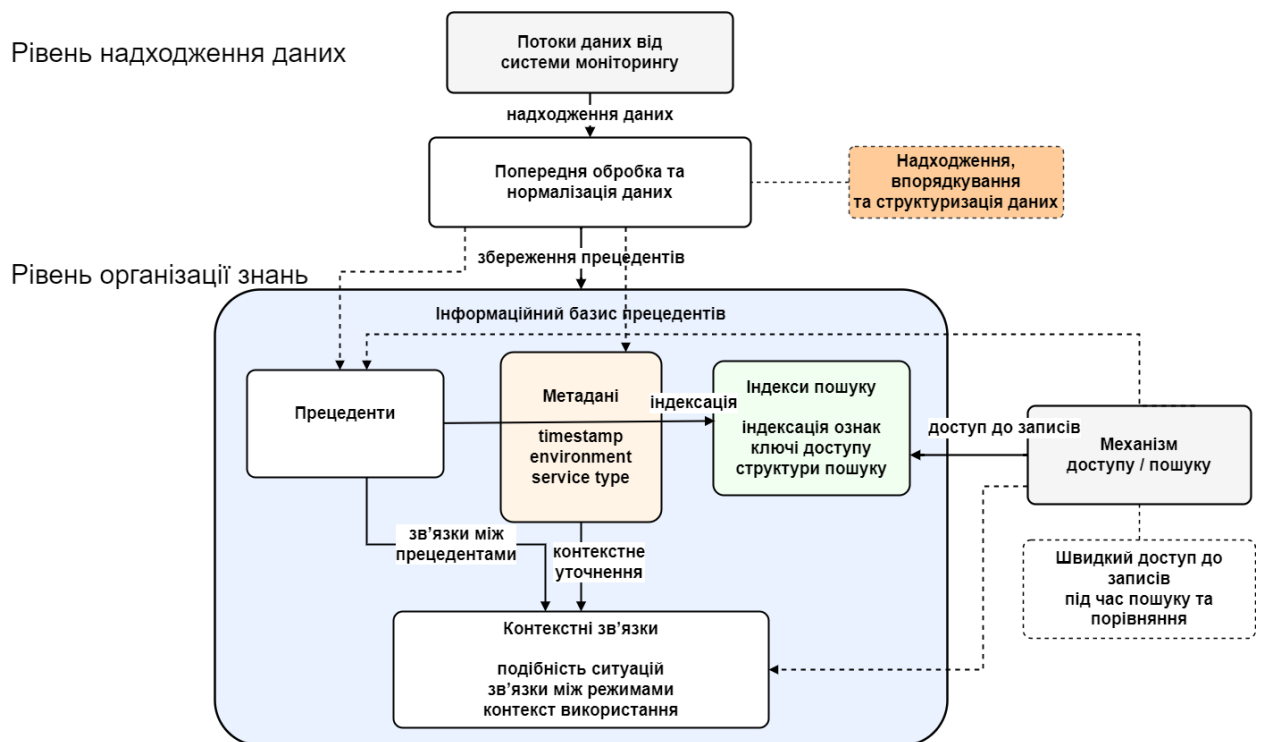 Рівень надходження даних
Потоки даних від
системи моніторингу
надходження даних
Попередня обробка та
нормалізація даних
Надходження,
впорядкування
та структуризація даних
збереження прецедентів
Рівень організації знань
Інформаційний базис прецедентів
Прецеденти
Метадані
timestamp
environment
service type
індексація
Індекси пошуку
індексація ознак
ключі доступу
структури пошуку
доступ до записів
Механізм
доступу / пошуку
зв’язки між
прецедентами
контекстне
уточнення
Швидкий доступ до
записів
під час пошуку та
порівняння
Контекстні зв’язки
подібність ситуацій
зв’язки між режимами
контекст використання